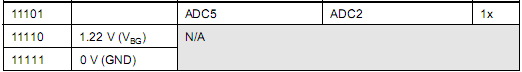 11101 ADC5 ADC2 1x
11110 1.22 V (VBG) N/A
11111 0 V (GND)